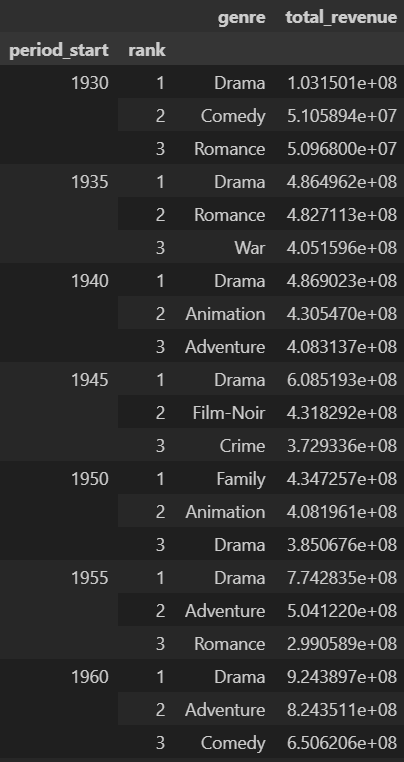 genre total_revenue
period_start rank
1930 1 Drama 1.031501e+08
2 Comedy 5.105894e+07
3 Romance 5.096800e+07
1935 1 Drama 4.864962e+08
2 Romance 4.827113e+08
3 War 4.051596e+08
1940 1 Drama 4.869023e+08
2 Animation 4.305470e+08
3 Adventure 4.083137e+08
1945 1 Drama 6.085193e+08
2 Film-Noir 4.318292e+08
3 Crime 3.729336e+08
1950 1 Family 4.347257e+08
2 Animation 4.081961e+08
3 Drama 3.850676e+08
1955 1 Drama 7.742835e+08
2 Adventure 5.041220e+08
3 Romance 2.990589e+08
1960 1 Drama 9.243897e+08
2 Adventure 8.243511e+08
3 Comedy 6.506206e+08